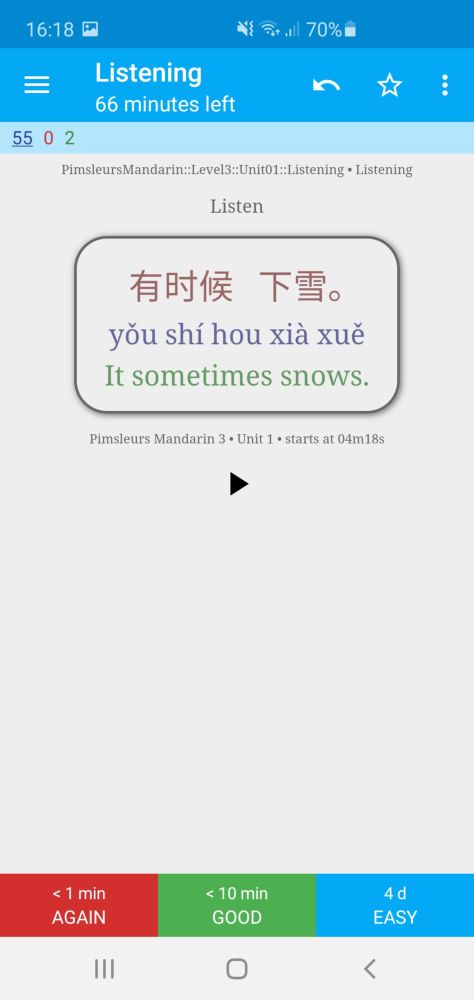 16:18 70%
Listening
66 minutes left
55 0 2
PimsleursMandarin::Level3::Unit01::Listening • Listening
Listen
有时候 下雪。
yǒu shí hou xià xuě
It sometimes snows.
Pimsleurs Mandarin 3 • Unit 1 • starts at 04m18s
< 1 min < 10 min 4 d
AGAIN GOOD EASY